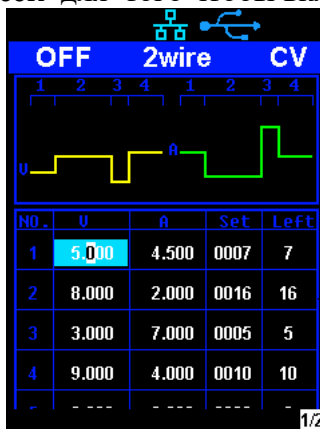 OFF 2wire CV
1 2 3 4 1 2 3 4
V A
NO. V A Set Left
1 5.000 4.500 0007 7
2 8.000 2.000 0016 16
3 3.000 7.000 0005 5
4 9.000 4.000 0010 10
1/2